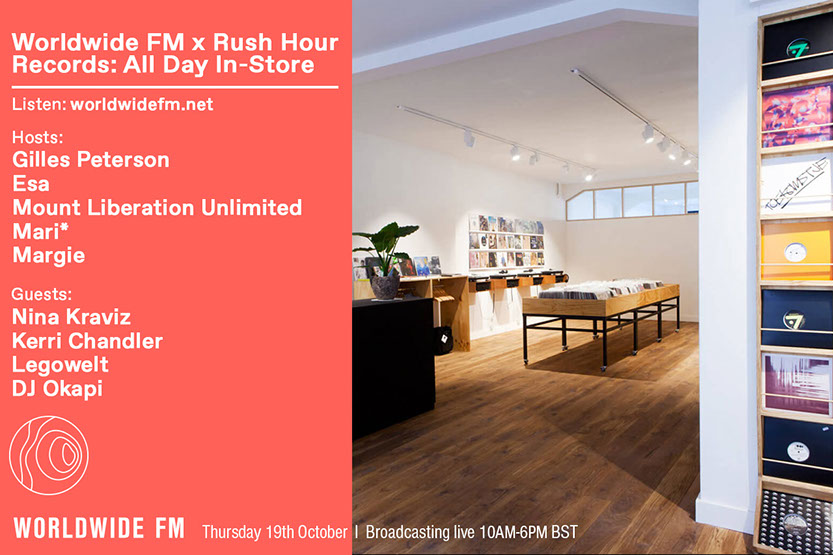 Worldwide FM x Rush Hour
Records: All Day In-Store
Listen: worldwidefm.net
Hosts:
Gilles Peterson
Esa
Mount Liberation Unlimited
Mari*
Margie
Guests:
Nina Kraviz
Kerri Chandler
Legowelt
DJ Okapi
WORLDWIDE FM Thursday 19th October | Broadcasting live 10AM-6PM BST